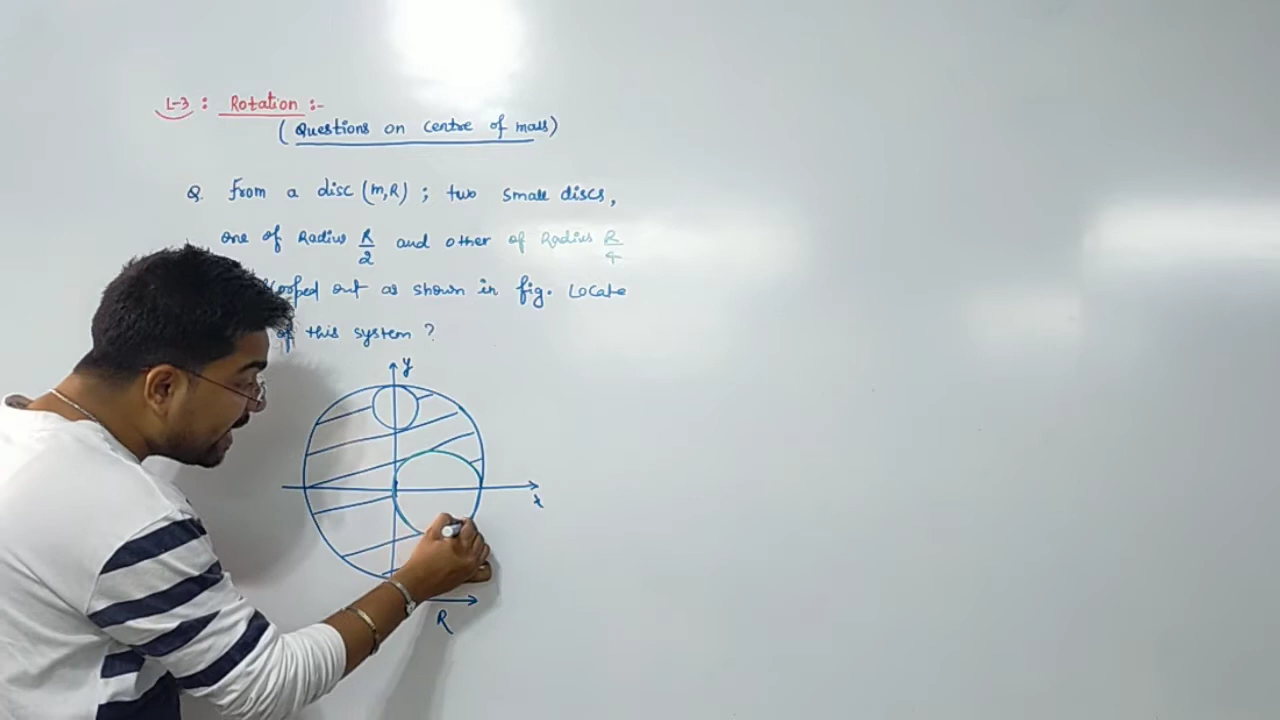 L-3 : Rotation :-
(Questions on centre of mass)
Q. From a disc (m,R) ; two small discs,
one of Radius R/2 and other of Radius R/4
out as shown in fig. Locate
of this system ?
y
x
R